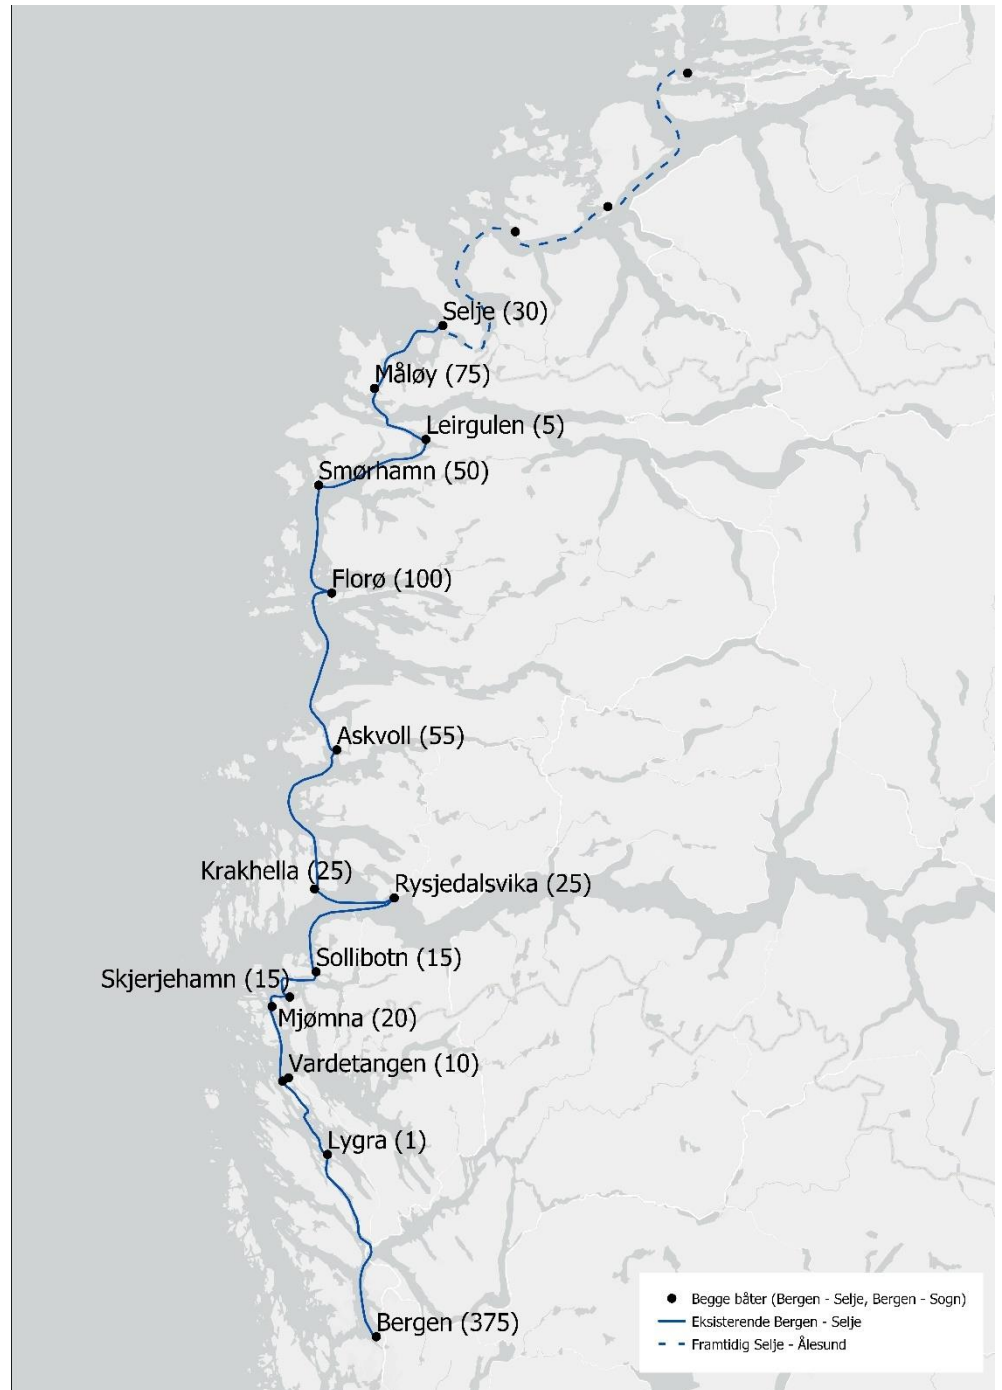 Selje (30)
Måløy (75)
Leirgulen (5)
Smørhamn (50)
Florø (100)
Askvoll (55)
Krakhella (25)
Rysjedalsvika (25)
Sollibotn (15)
Skjerjehamn (15)
Mjømna (20)
Vardetangen (10)
Lygra (1)
Bergen (375)
Begge båter (Bergen - Selje, Bergen - Sogn)
Eksisterende Bergen - Selje
Framtidig Selje - Ålesund